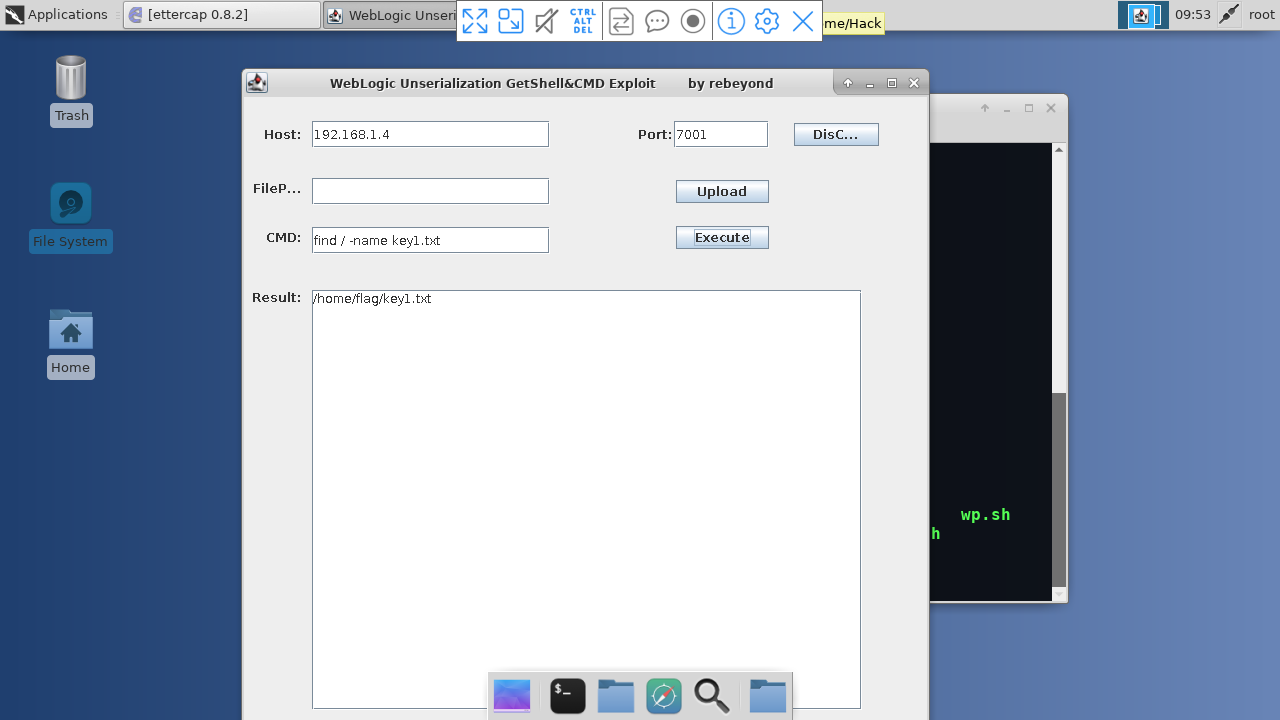 Applications
[ettercap 0.8.2]
WebLogic Unseri
CTRL
ALT
DEL
me/Hack
09:53
root
Trash
File System
Home
WebLogic Unserialization GetShell&CMD Exploit by rebeyond
Host:
192.168.1.4
Port:
7001
DisC...
FileP...
Upload
CMD:
find / -name key1.txt
Execute
Result:
/home/flag/key1.txt
wp.sh
h
$_